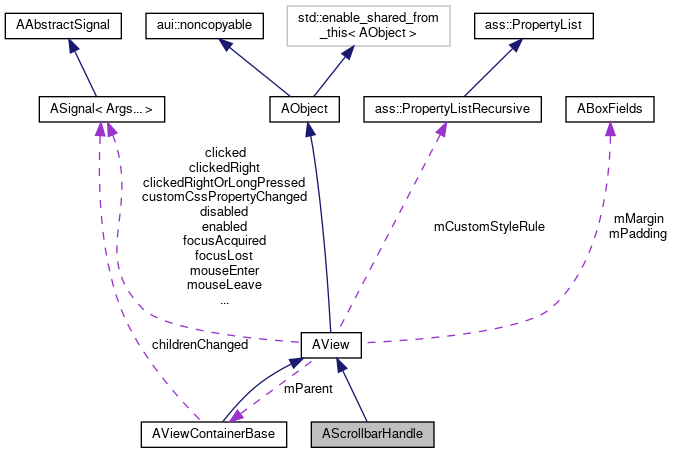 AAbstractSignal
aui::noncopyable
std::enable_shared_from
_this< AObject >
ass::PropertyList
ASignal< Args... >
AObject
ass::PropertyListRecursive
ABoxFields
clicked
clickedRight
clickedRightOrLongPressed
customCssPropertyChanged
disabled
enabled
focusAcquired
focusLost
mouseEnter
mouseLeave
...
mCustomStyleRule
mMargin
mPadding
childrenChanged
AView
mParent
AViewContainerBase
AScrollbarHandle